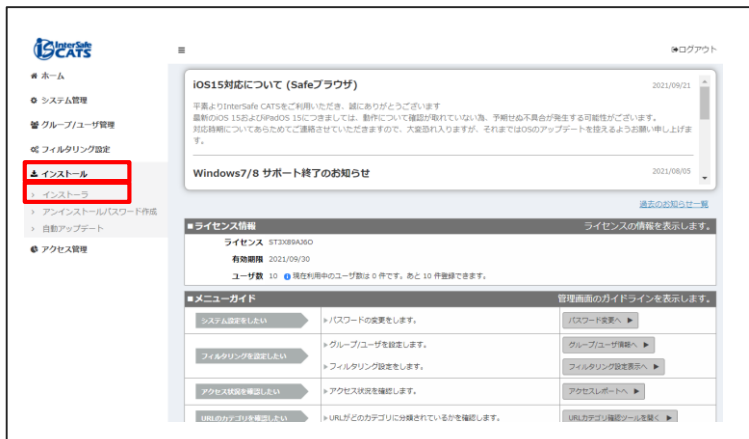 InterSafe
CATS
ログアウト
ホーム
システム管理
グループ/ユーザ管理
フィルタリング設定
インストール
インストーラ
アンインストールパスワード作成
自動アップデート
アクセス管理
iOS15対応について (Safeブラウザ)
2021/09/21
平素よりInterSafe CATSをご利用いただき、誠にありがとうございます
最新のiOS 15およびiPadOS 15につきましては、動作について確認が取れていない為、予期せぬ不具合が発生する可能性がございます。
対応時期についてあらためてご連絡させていただきますので、大変恐れ入りますが、それまではOSのアップデートを控えるようお願い申し上げま
す。
Windows7/8 サポート終了のお知らせ
2021/08/05
過去のお知らせ一覧
■ライセンス情報
ライセンスの情報を表示します。
ライセンス ST3X89AJ6O
有効期限 2021/09/30
ユーザ数 10 現在利用中のユーザ数は 0 件です。あと 10 件登録できます。
■メニューガイド
管理画面のガイドラインを表示します。
システム設定をしたい
» パスワードの変更をします。
パスワード変更へ ▶
フィルタリングを設定したい
» グループ/ユーザを設定します。
グループ/ユーザ情報へ ▶
» フィルタリング設定をします。
フィルタリング設定表示へ ▶
アクセス状況を確認したい
» アクセス状況を確認します。
アクセスレポートへ ▶
URLのカテゴリを確認したい
» URLがどのカテゴリに分類されているかを確認します。
URLカテゴリ確認ツールを開く ▶